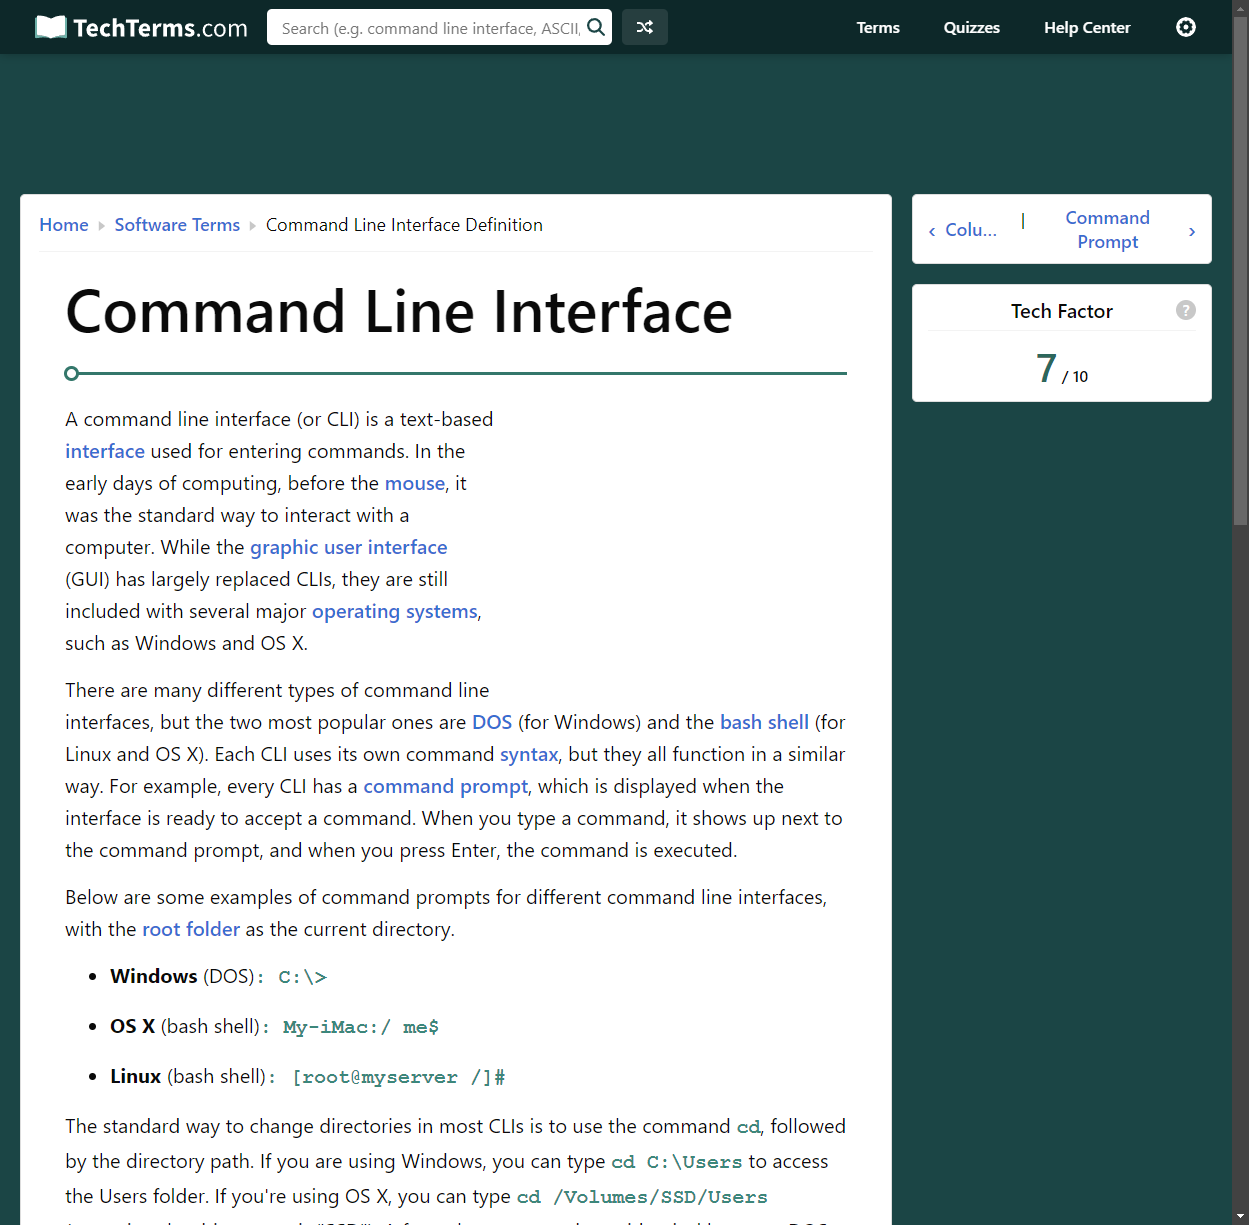 TechTerms.com
Search (e.g. command line interface, ASCII,
Terms
Quizzes
Help Center
Home
Software Terms
Command Line Interface Definition
‹ Colu...
|
Command
Prompt
›
Tech Factor
?
7 / 10
Command Line Interface
A command line interface (or CLI) is a text-based
interface used for entering commands. In the
early days of computing, before the mouse, it
was the standard way to interact with a
computer. While the graphic user interface
(GUI) has largely replaced CLIs, they are still
included with several major operating systems,
such as Windows and OS X.
There are many different types of command line
interfaces, but the two most popular ones are DOS (for Windows) and the bash shell (for
Linux and OS X). Each CLI uses its own command syntax, but they all function in a similar
way. For example, every CLI has a command prompt, which is displayed when the
interface is ready to accept a command. When you type a command, it shows up next to
the command prompt, and when you press Enter, the command is executed.
Below are some examples of command prompts for different command line interfaces,
with the root folder as the current directory.
• Windows (DOS): C:\>
• OS X (bash shell): My-iMac:/ me$
• Linux (bash shell): [root@myserver /]#
The standard way to change directories in most CLIs is to use the command cd, followed
by the directory path. If you are using Windows, you can type cd C:\Users to access
the Users folder. If you're using OS X, you can type cd /Volumes/SSD/Users